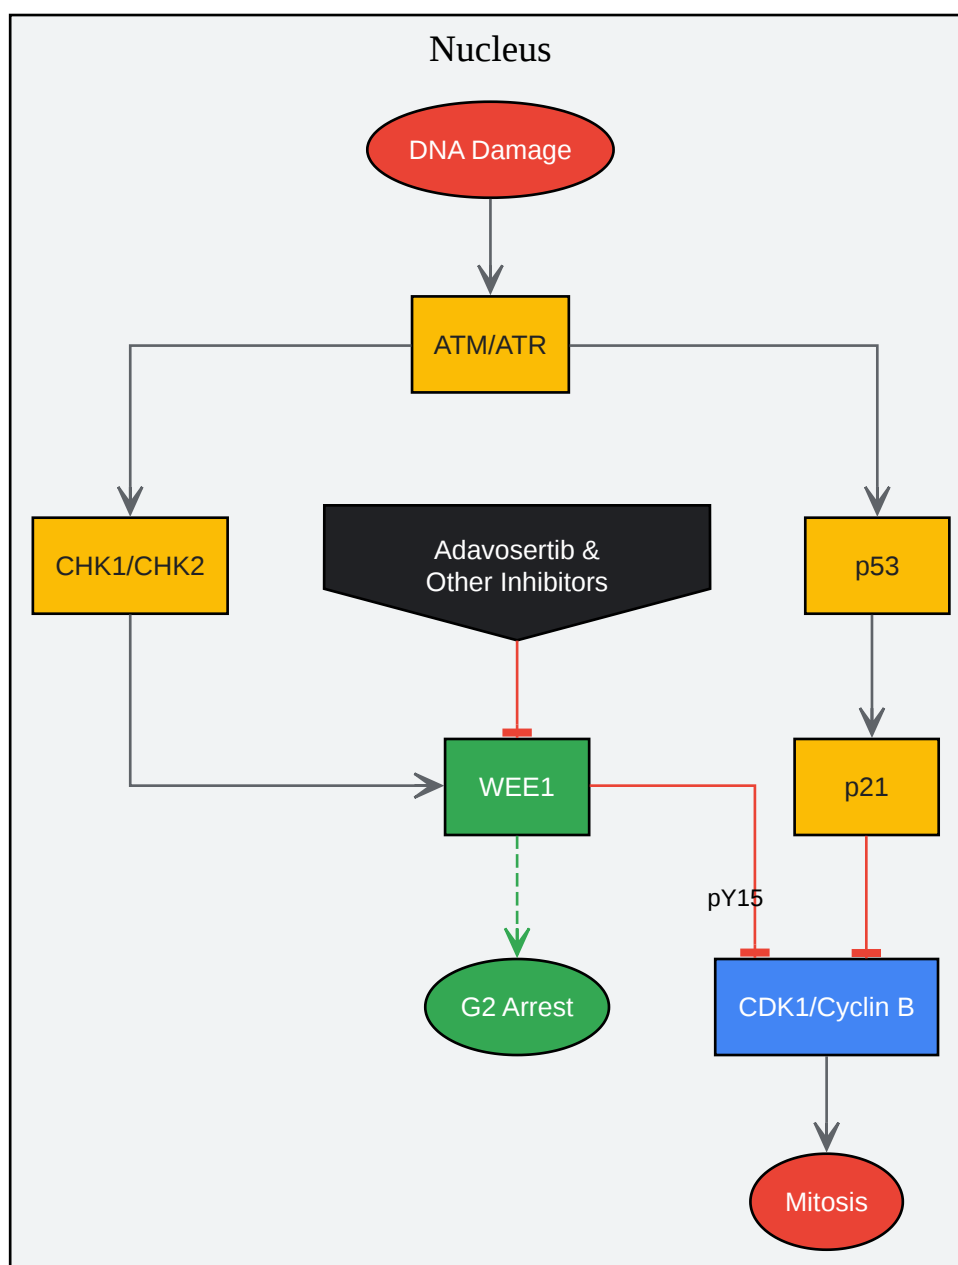 Nucleus
DNA Damage
ATM/ATR
CHK1/CHK2
Adavosertib &
Other Inhibitors
p53
WEE1
p21
pY15
G2 Arrest
CDK1/Cyclin B
Mitosis